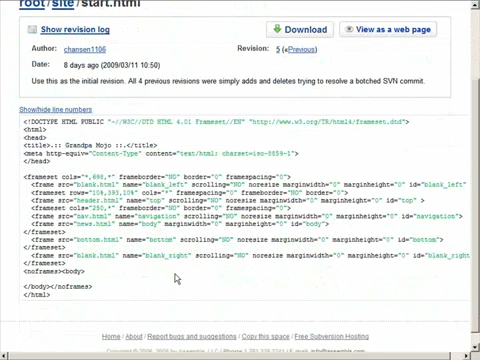 root/site/start.html
Show revision log
Download
View as a web page
Author: chansen1106
Revision: 5 («Previous)
Date: 8 days ago (2009/03/11 10:50)
Use this as the initial revision. All 4 previous revisions were simply adds and deletes trying to resolve a botched SVN commit.
Show/hide line numbers
<!DOCTYPE HTML PUBLIC "-//W3C//DTD HTML 4.01 Frameset//EN" "http://www.w3.org/TR/html4/frameset.dtd">
<html>
<head>
<title>.:: Grandpa Mojo ::.</title>
<meta http-equiv="Content-Type" content="text/html; charset=iso-8859-1">
</head>
<frameset cols="*,898,*" frameborder="NO" border="0" framespacing="0">
<frame src="blank.html" name="blank_left" scrolling="NO" noresize marginwidth="0" marginheight="0" id="blank_left"
<frameset rows="104,393,104" cols="*" framespacing="0" frameborder="NO" border="0">
<frame src="header.html" name="top" scrolling="NO" noresize marginwidth="0" marginheight="0" id="top" >
<frameset cols="250,*" frameborder="NO" border="0" framespacing="0">
<frame src="nav.html" name="navigation" scrolling="NO" noresize marginwidth="0" marginheight="0" id="navigation">
<frame src="news.html" name="body" marginwidth="0" marginheight="0" id="body">
</frameset>
<frame src="bottom.html" name="bottom" scrolling="NO" noresize marginwidth="0" marginheight="0" id="bottom">
</frameset>
<frame src="blank.html" name="blank_right" scrolling="NO" noresize marginwidth="0" marginheight="0" id="blank_right
</frameset>
<noframes><body>
</body></noframes>
</html>
Home / About / Report bugs and suggestions / Copy this space / Free Subversion Hosting